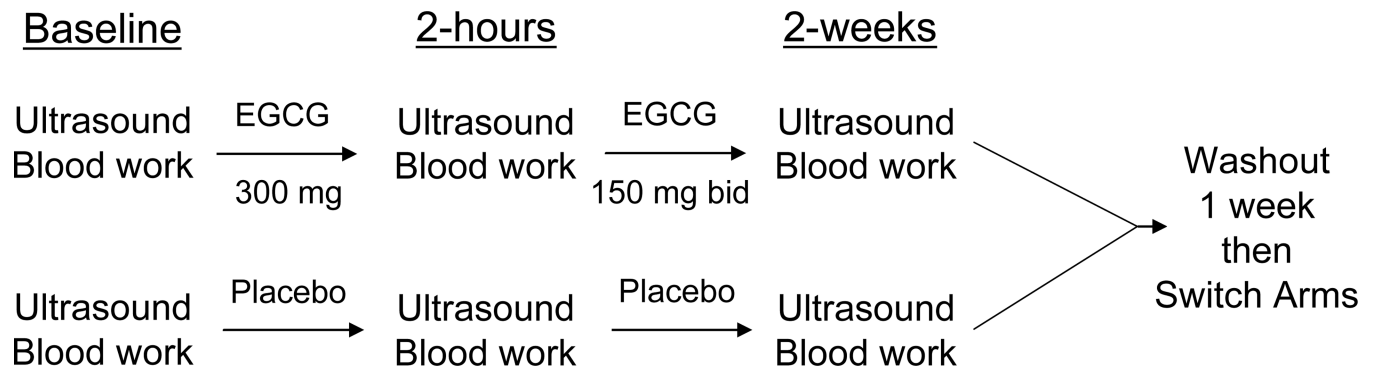 Baseline 2-hours 2-weeks
Ultrasound
Blood work
EGCG
300 mg
Ultrasound
Blood work
EGCG
150 mg bid
Ultrasound
Blood work
Washout
1 week
then
Switch Arms
Ultrasound
Blood work
Placebo
Ultrasound
Blood work
Placebo
Ultrasound
Blood work